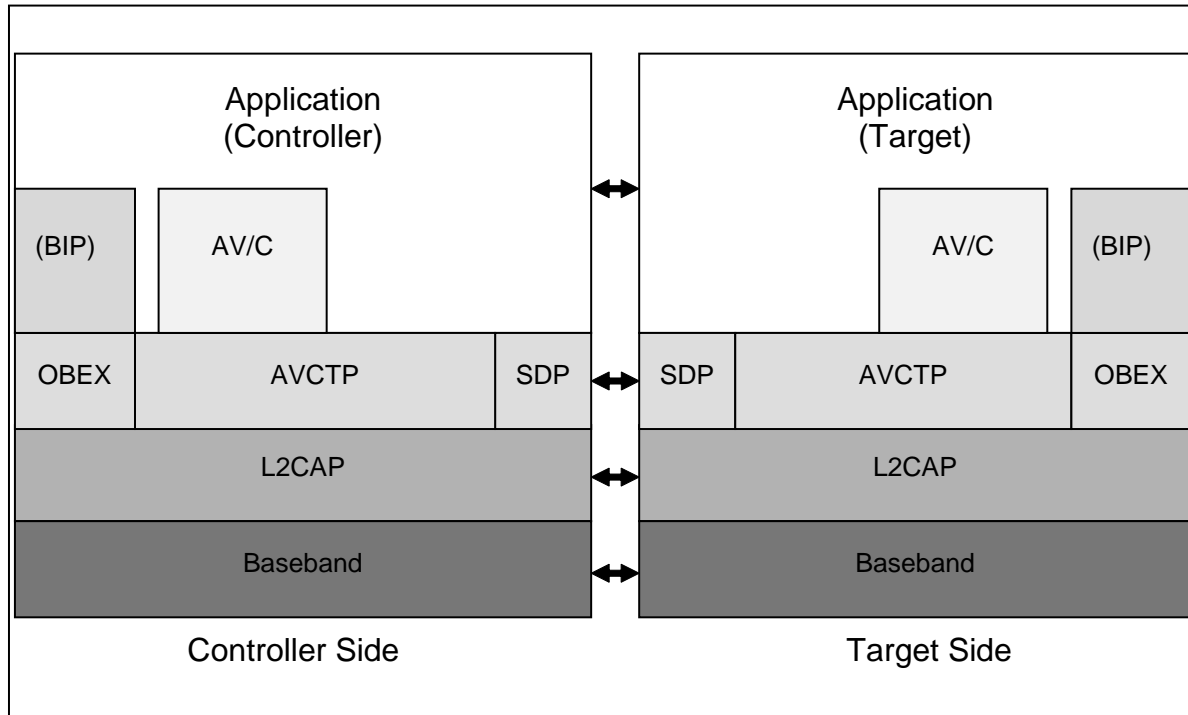 Application
(Controller)
Application
(Target)
(BIP)
AV/C
AV/C
(BIP)
OBEX
AVCTP
SDP
SDP
AVCTP
OBEX
L2CAP
L2CAP
Baseband
Baseband
Controller Side
Target Side